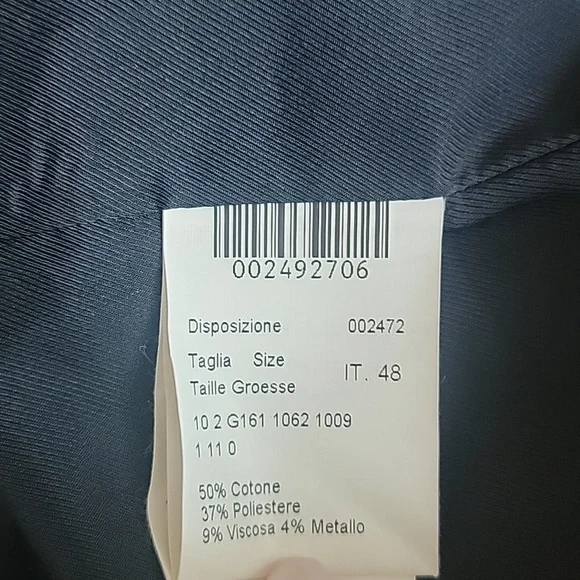 002492706
Disposizione 002472
Taglia Size
Taille Groesse IT. 48
10 2 G161 1062 1009
1 11 0
50% Cotone
37% Poliestere
9% Viscosa 4% Metallo